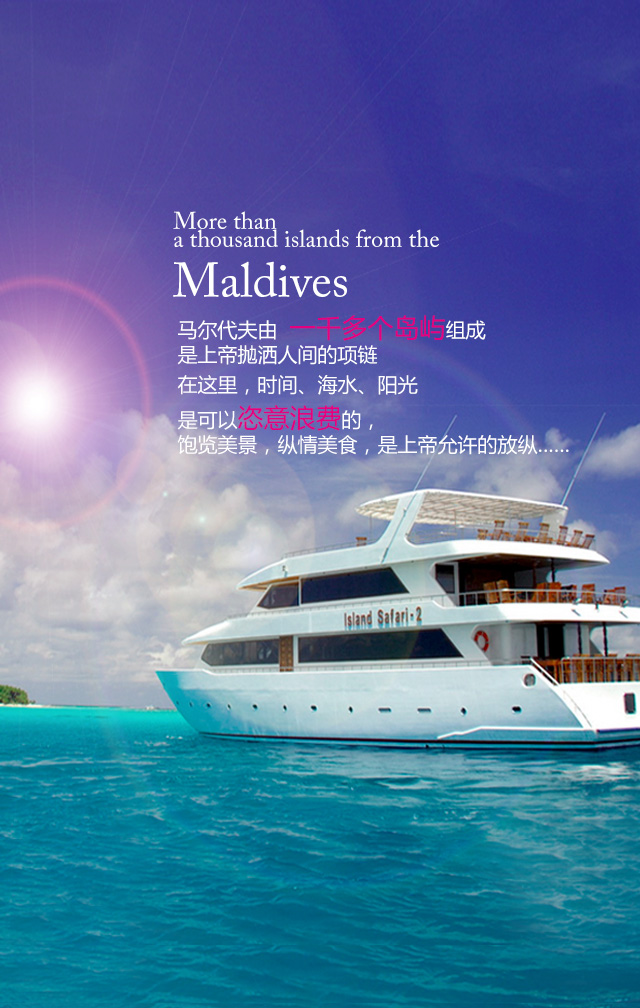 More than
a thousand islands from the
Maldives
马尔代夫由 一千多个岛屿组成
是上帝抛洒人间的项链
在这里，时间、海水、阳光
是可以恣意浪费的，
饱览美景，纵情美食，是上帝允许的放纵……
Island Safari-2